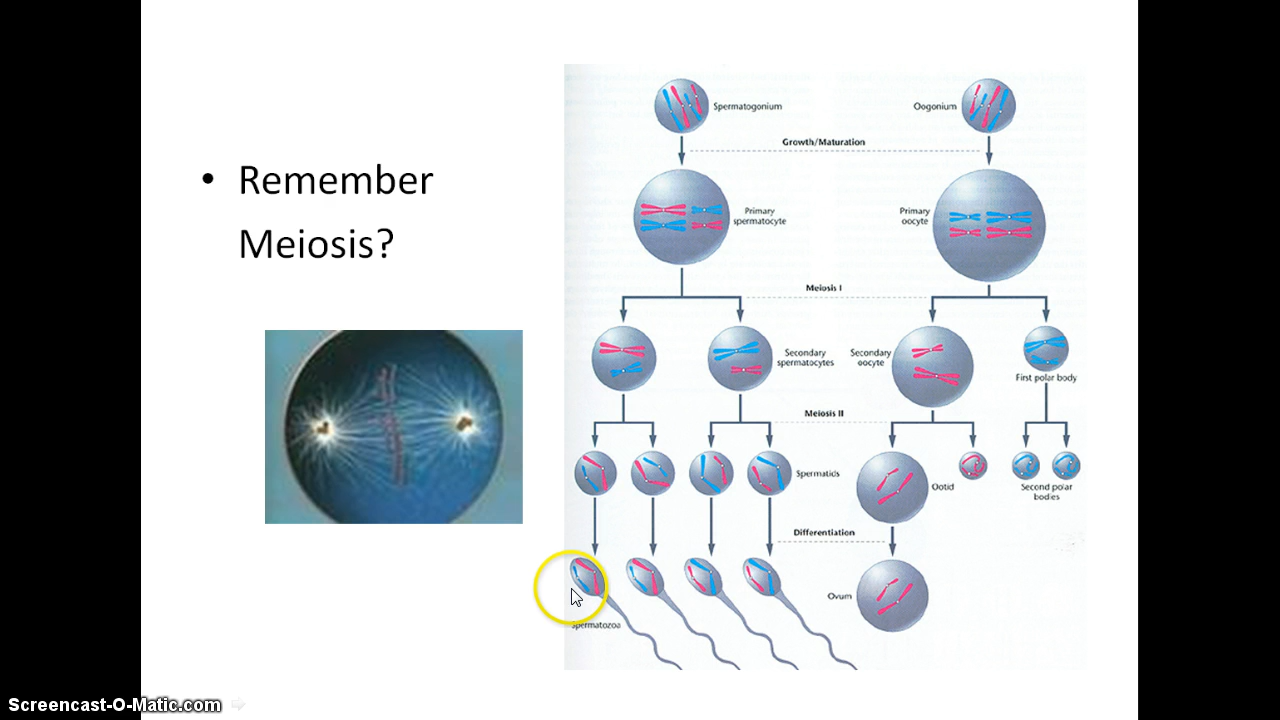 • Remember
Meiosis?
Spermatogonium
Oogonium
Growth/Maturation
Primary
spermatocyte
Primary
oocyte
Meiosis I
Secondary
spermatocytes
Secondary
oocyte
First polar body
Meiosis II
Spermatids
Ootid
Second polar
bodies
Differentiation
Ovum
Spermatozoa
Screencast-O-Matic.com